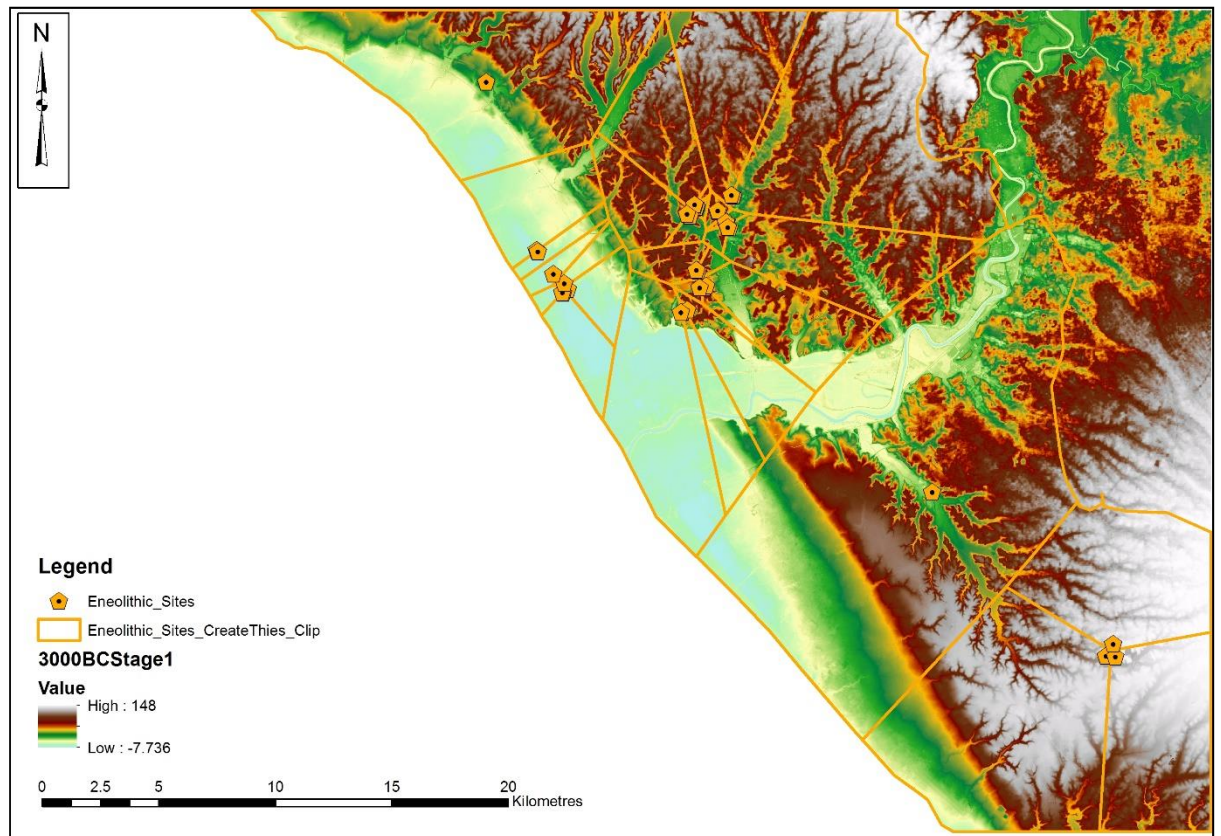 N
Legend
Eneolithic_Sites
Eneolithic_Sites_CreateThies_Clip
3000BCStage1
Value
High : 148
Low : -7.736
0 2.5 5 10 15 20
Kilometres